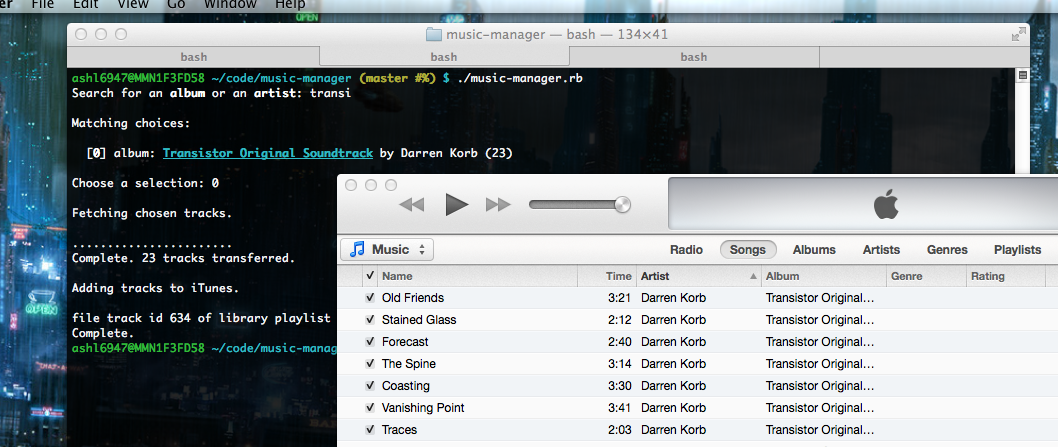 File Edit View Go Window Help
OPEN
music-manager — bash — 134×41
bash bash bash
ashl6947@MMN1F3FD58 ~/code/music-manager (master #%) $ ./music-manager.rb
Search for an album or an artist: transi
Matching choices:
[0] album: Transistor Original Soundtrack by Darren Korb (23)
Choose a selection: 0
Fetching chosen tracks.
.......................
Complete. 23 tracks transferred.
Adding tracks to iTunes.
file track id 634 of library playlist
Complete.
ashl6947@MMN1F3FD58 ~/code/music-manag
OPEN
Music Radio Songs Albums Artists Genres Playlists
✓ Name Time Artist Album Genre Rating
Old Friends 3:21 Darren Korb Transistor Original…
Stained Glass 2:12 Darren Korb Transistor Original…
Forecast 2:40 Darren Korb Transistor Original…
The Spine 3:14 Darren Korb Transistor Original…
Coasting 3:30 Darren Korb Transistor Original…
Vanishing Point 3:41 Darren Korb Transistor Original…
Traces 2:03 Darren Korb Transistor Original…